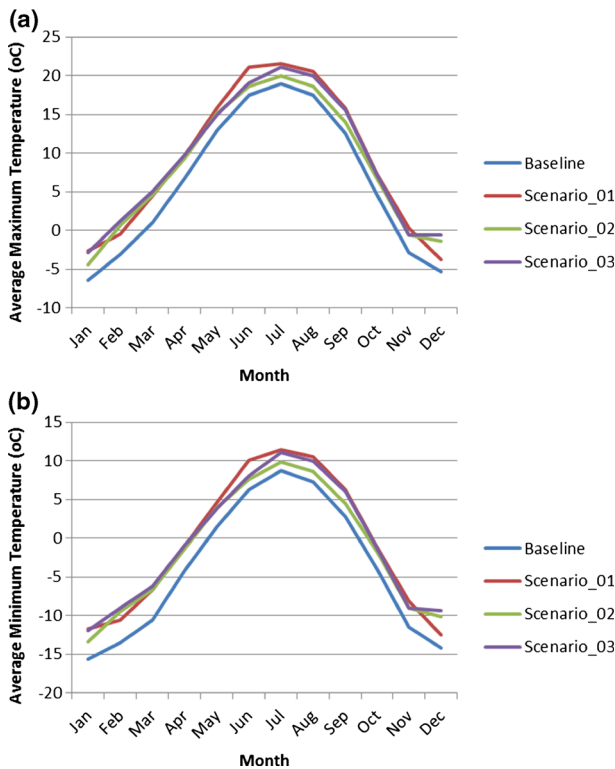 (a)
Average Maximum Temperature (oC)
25
20
15
10
5
0
-5
-10
Jan
Feb
Mar
Apr
May
Jun
Jul
Aug
Sep
Oct
Nov
Dec
Month
Baseline
Scenario_01
Scenario_02
Scenario_03
(b)
Average Minimum Temperature (oC)
15
10
5
0
-5
-10
-15
-20
Jan
Feb
Mar
Apr
May
Jun
Jul
Aug
Sep
Oct
Nov
Dec
Month
Baseline
Scenario_01
Scenario_02
Scenario_03